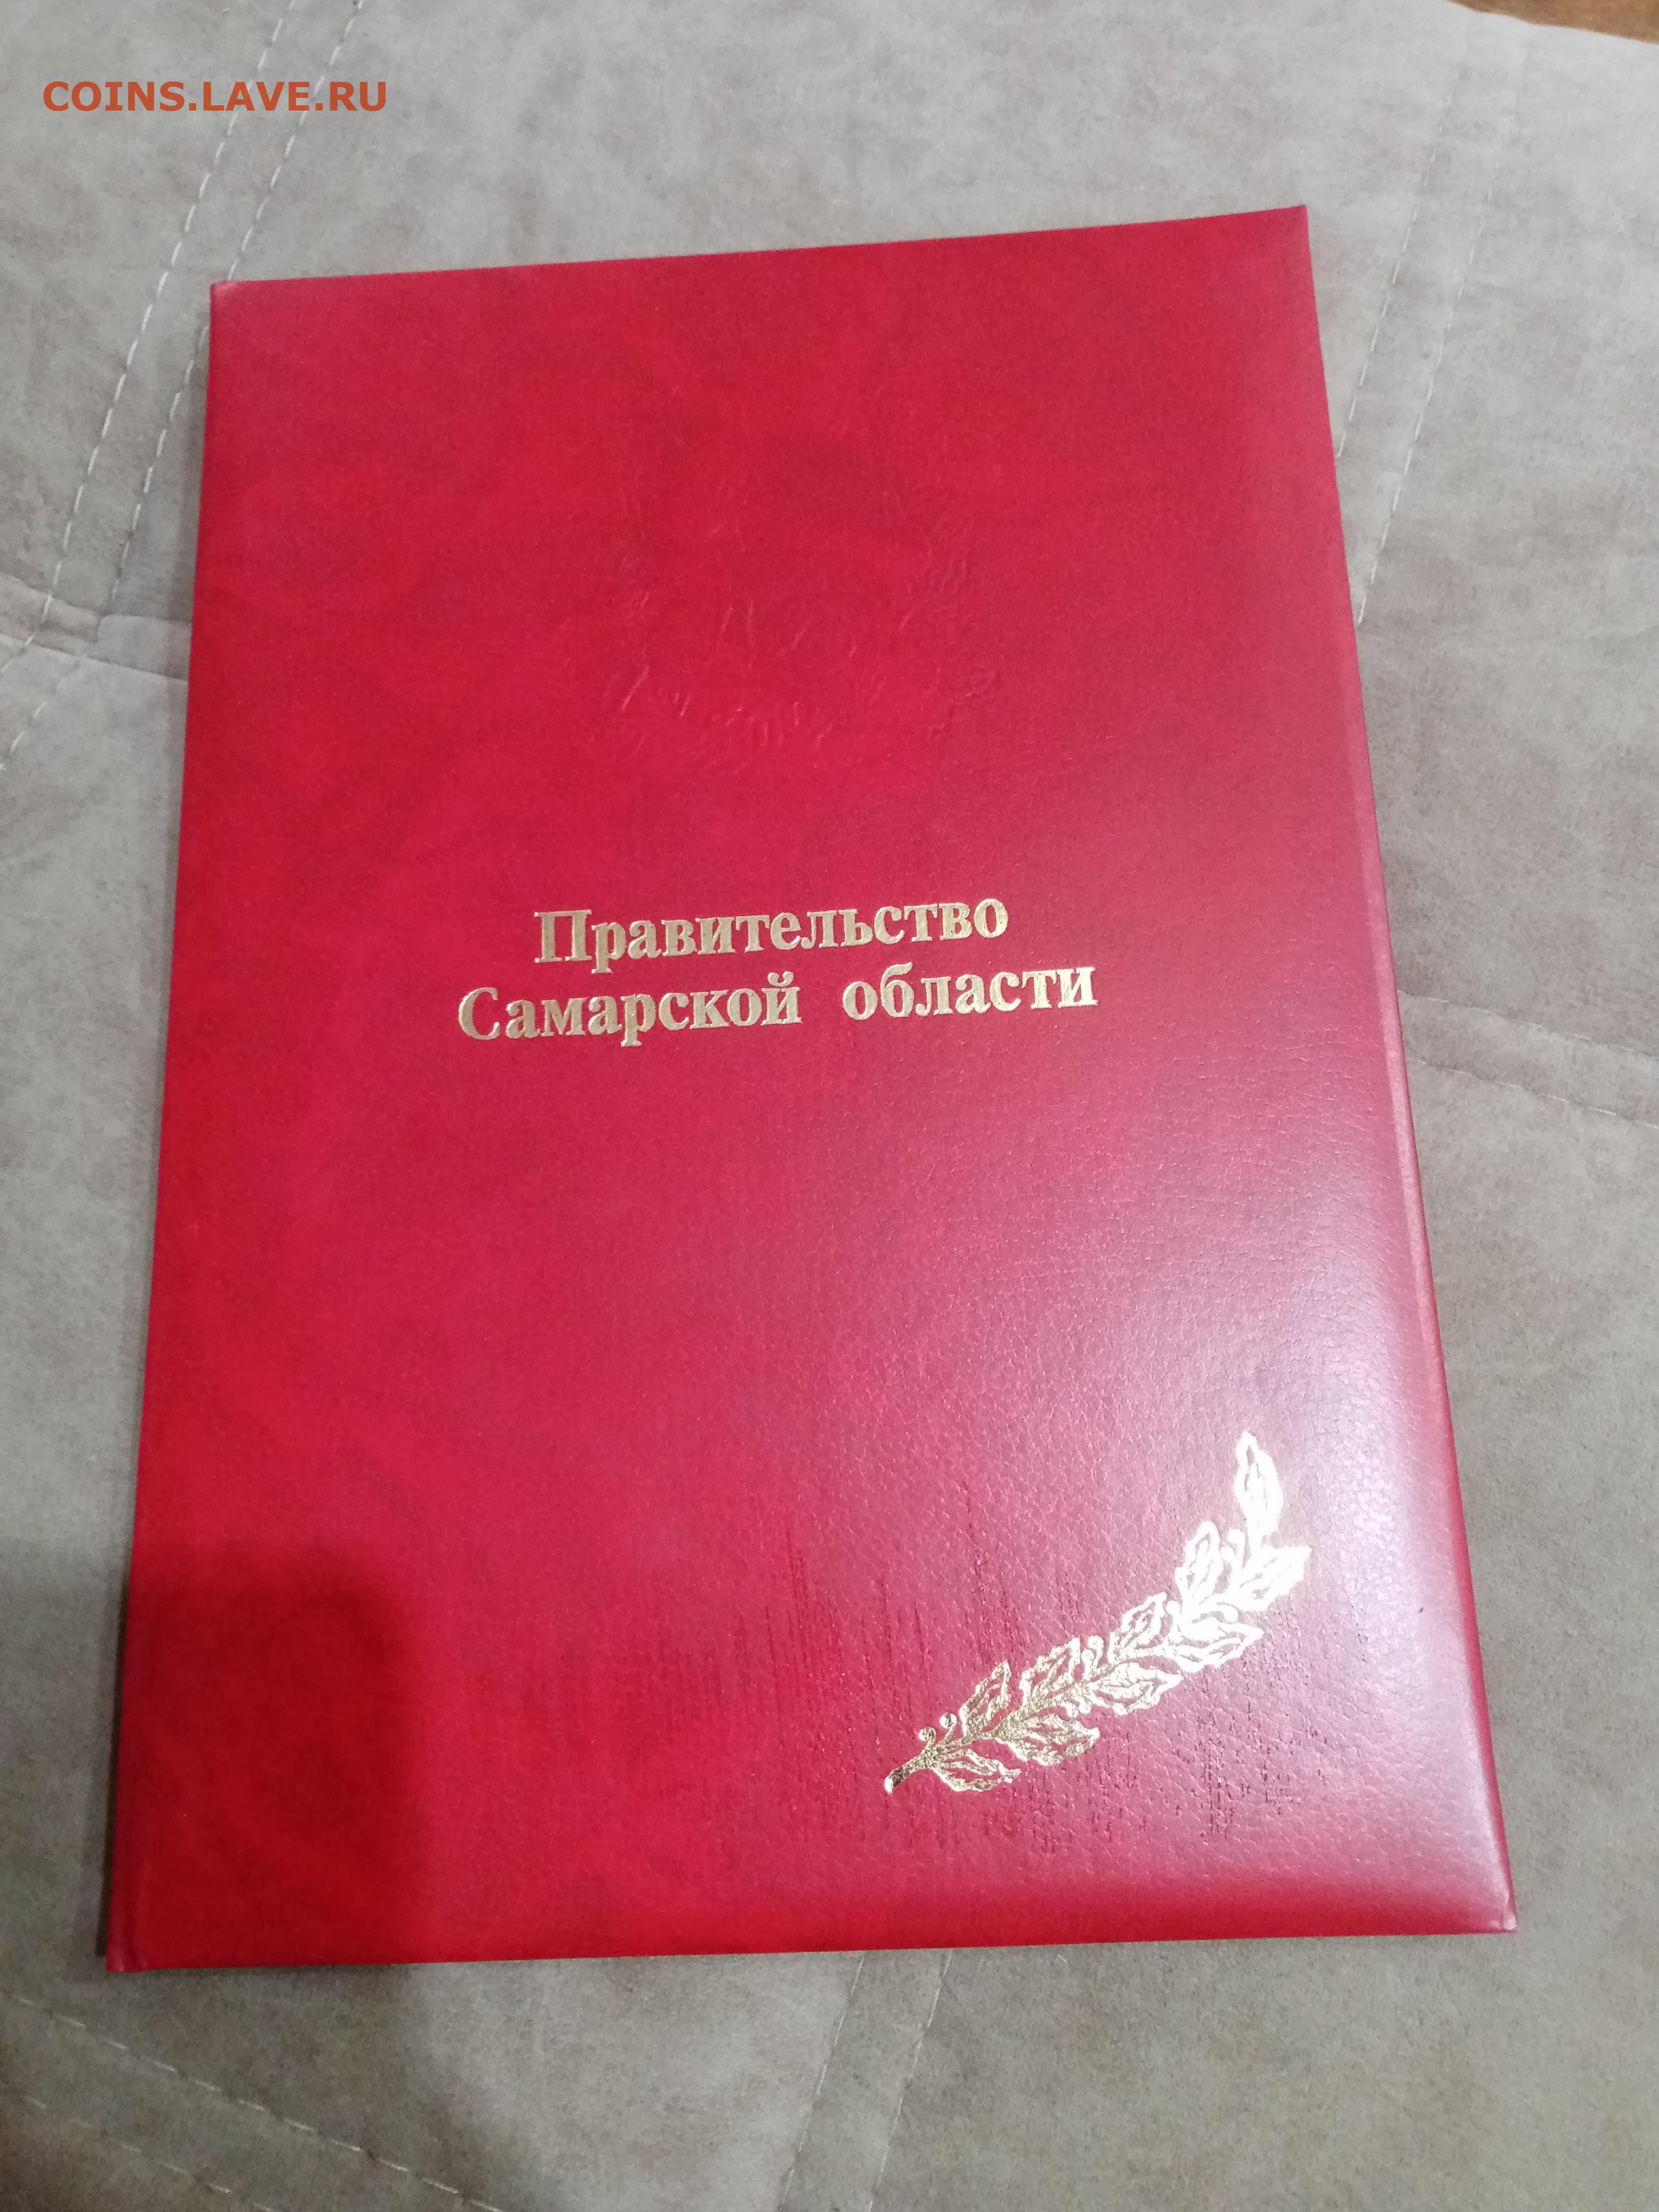 COINS.LAVE.RU
Правительство
Самарской области